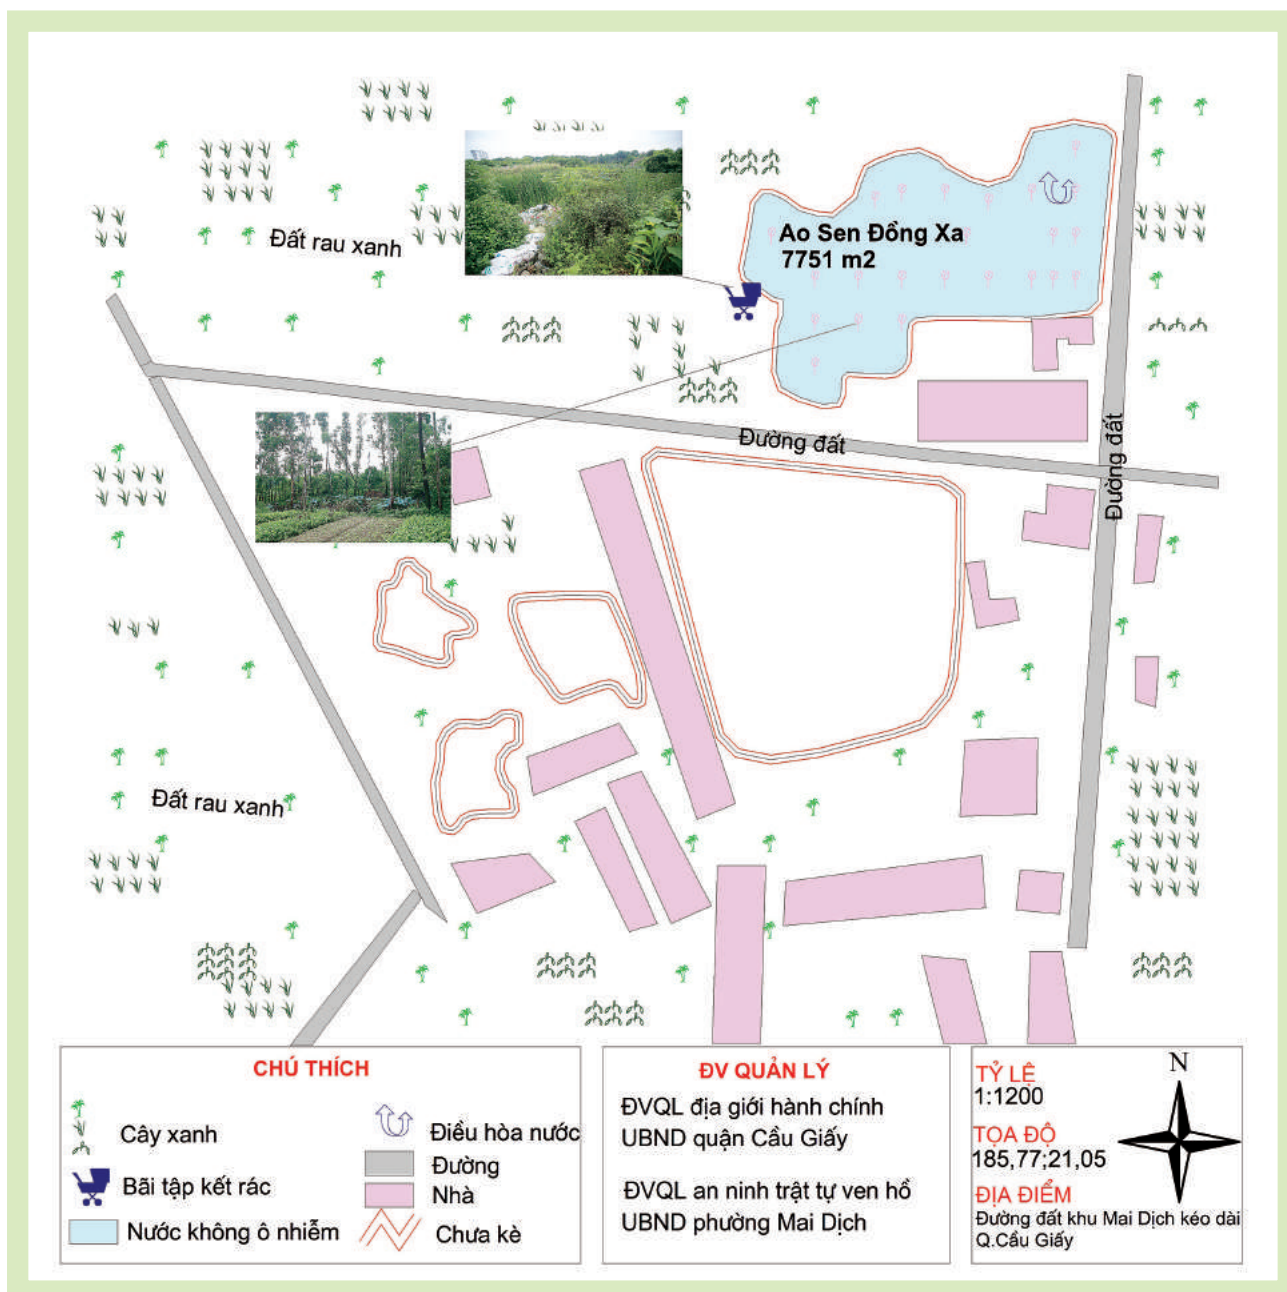 Đất rau xanh
Ao Sen Đồng Xa
7751 m2
Đường đất
Đường đất
Đất rau xanh
CHÚ THÍCH
Cây xanh
Bãi tập kết rác
Nước không ô nhiễm
Điều hòa nước
Đường
Nhà
Chưa kè
ĐV QUẢN LÝ
ĐVQL địa giới hành chính
UBND quận Cầu Giấy
ĐVQL an ninh trật tự ven hồ
UBND phường Mai Dịch
TỶ LỆ
1:1200
TỌA ĐỘ
185,77;21,05
ĐỊA ĐIỂM
Đường đất khu Mai Dịch kéo dài
Q.Cầu Giấy
N